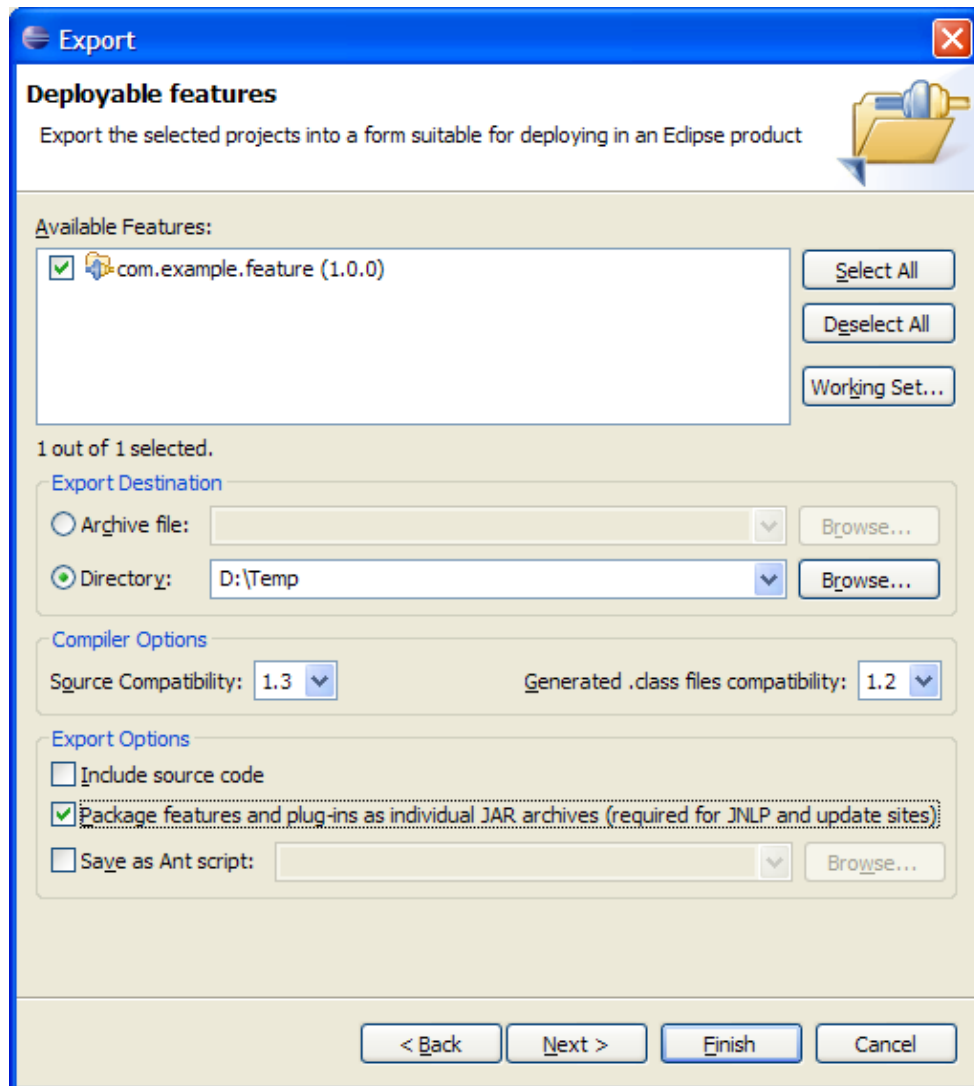 Export
Deployable features
Export the selected projects into a form suitable for deploying in an Eclipse product
Available Features:
com.example.feature (1.0.0)
Select All
Deselect All
Working Set...
1 out of 1 selected.
Export Destination
Archive file: Browse...
Directory: D:\Temp Browse...
Compiler Options
Source Compatibility: 1.3 Generated .class files compatibility: 1.2
Export Options
Include source code
Package features and plug-ins as individual JAR archives (required for JNLP and update sites)
Save as Ant script: Browse...
< Back Next > Finish Cancel